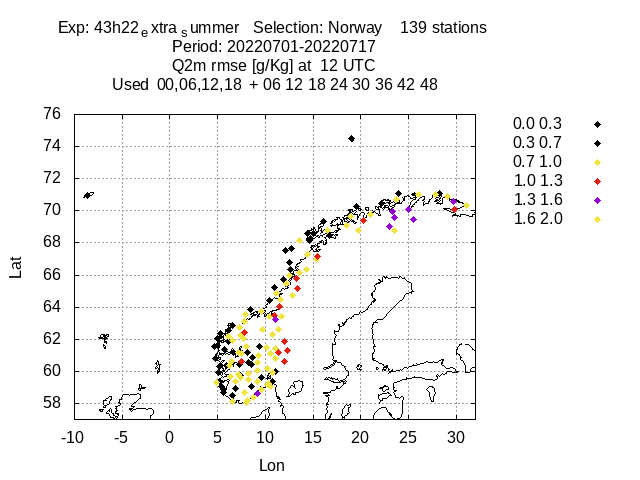 Exp: 43h22 e xtra s ummer   Selection: Norway    139 stations
Period: 20220701-20220717
Q2m rmse [g/Kg] at  12 UTC
Used  00,06,12,18  + 06 12 18 24 30 36 42 48
76
74
72
70
68
66
64
62
60
58
Lat
-10 -5 0 5 10 15 20 25 30
Lon
0.0 0.3
0.3 0.7
0.7 1.0
1.0 1.3
1.3 1.6
1.6 2.0